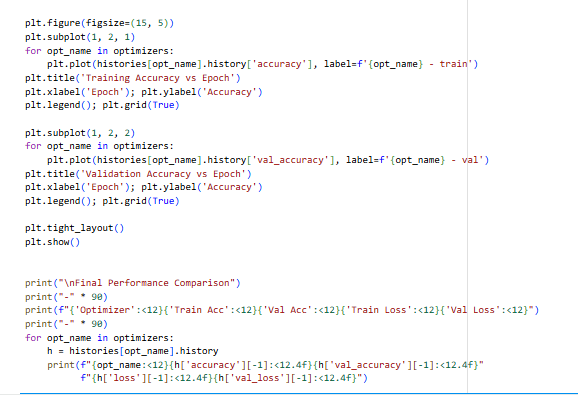 plt.figure(figsize=(15, 5))
plt.subplot(1, 2, 1)
for opt_name in optimizers:
    plt.plot(histories[opt_name].history['accuracy'], label=f'{opt_name} - train')
plt.title('Training Accuracy vs Epoch')
plt.xlabel('Epoch'); plt.ylabel('Accuracy')
plt.legend(); plt.grid(True)

plt.subplot(1, 2, 2)
for opt_name in optimizers:
    plt.plot(histories[opt_name].history['val_accuracy'], label=f'{opt_name} - val')
plt.title('Validation Accuracy vs Epoch')
plt.xlabel('Epoch'); plt.ylabel('Accuracy')
plt.legend(); plt.grid(True)

plt.tight_layout()
plt.show()


print("\nFinal Performance Comparison")
print("-" * 90)
print(f"{'Optimizer':<12}{'Train Acc':<12}{'Val Acc':<12}{'Train Loss':<12}{'Val Loss':<12}")
print("-" * 90)
for opt_name in optimizers:
    h = histories[opt_name].history
    print(f"{opt_name:<12}{h['accuracy'][-1]:<12.4f}{h['val_accuracy'][-1]:<12.4f}"
          f"{h['loss'][-1]:<12.4f}{h['val_loss'][-1]:<12.4f}")